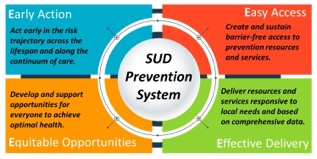 Early Action
Act early in the risk
trajectory across the
lifespan and along the
continuum of care.
Easy Access
Create and sustain
barrier-free access to
prevention resources
and services.
SUD
Prevention
System
Develop and support
opportunities for
everyone to achieve
optimal health.
Equitable Opportunities
Deliver resources and
services responsive to
local needs and based
on comprehensive data.
Effective Delivery